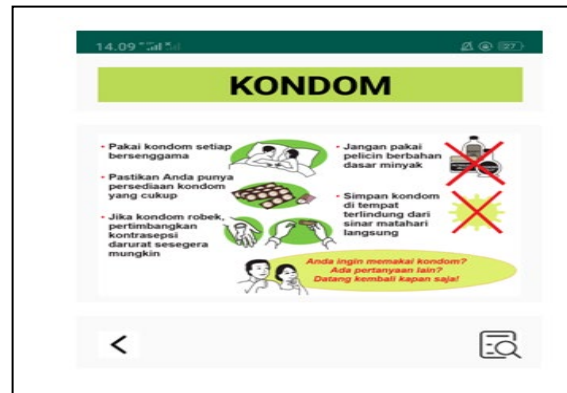 14.09
27
KONDOM
• Pakai kondom setiap
bersenggama
• Pastikan Anda punya
persediaan kondom
yang cukup
• Jika kondom robek,
pertimbangkan
kontrasepsi
darurat sesegera
mungkin
• Jangan pakai
pelicin berbahan
dasar minyak
• Simpan kondom
di tempat
terlindung dari
sinar matahari
langsung
Anda ingin memakai kondom?
Ada pertanyaan lain?
Datang kembali kapan saja!